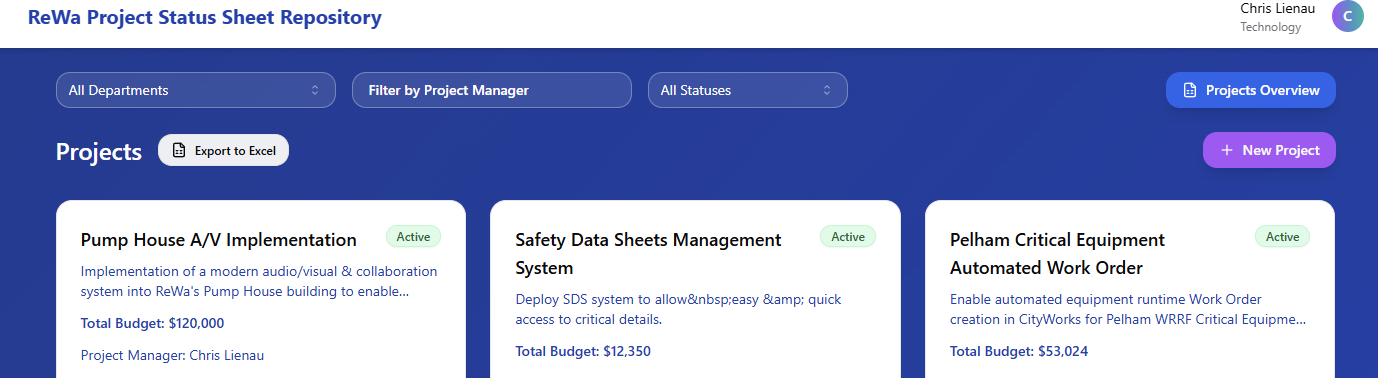 ReWa Project Status Sheet Repository
Chris Lienau
Technology
C
All Departments
Filter by Project Manager
All Statuses
Projects Overview
Projects
Export to Excel
New Project
Pump House A/V Implementation
Active
Implementation of a modern audio/visual & collaboration
system into ReWa's Pump House building to enable...
Total Budget: $120,000
Project Manager: Chris Lienau
Safety Data Sheets Management
System
Active
Deploy SDS system to allow&nbsp;easy &amp; quick
access to critical details.
Total Budget: $12,350
Pelham Critical Equipment
Automated Work Order
Active
Enable automated equipment runtime Work Order
creation in CityWorks for Pelham WRRF Critical Equipme...
Total Budget: $53,024